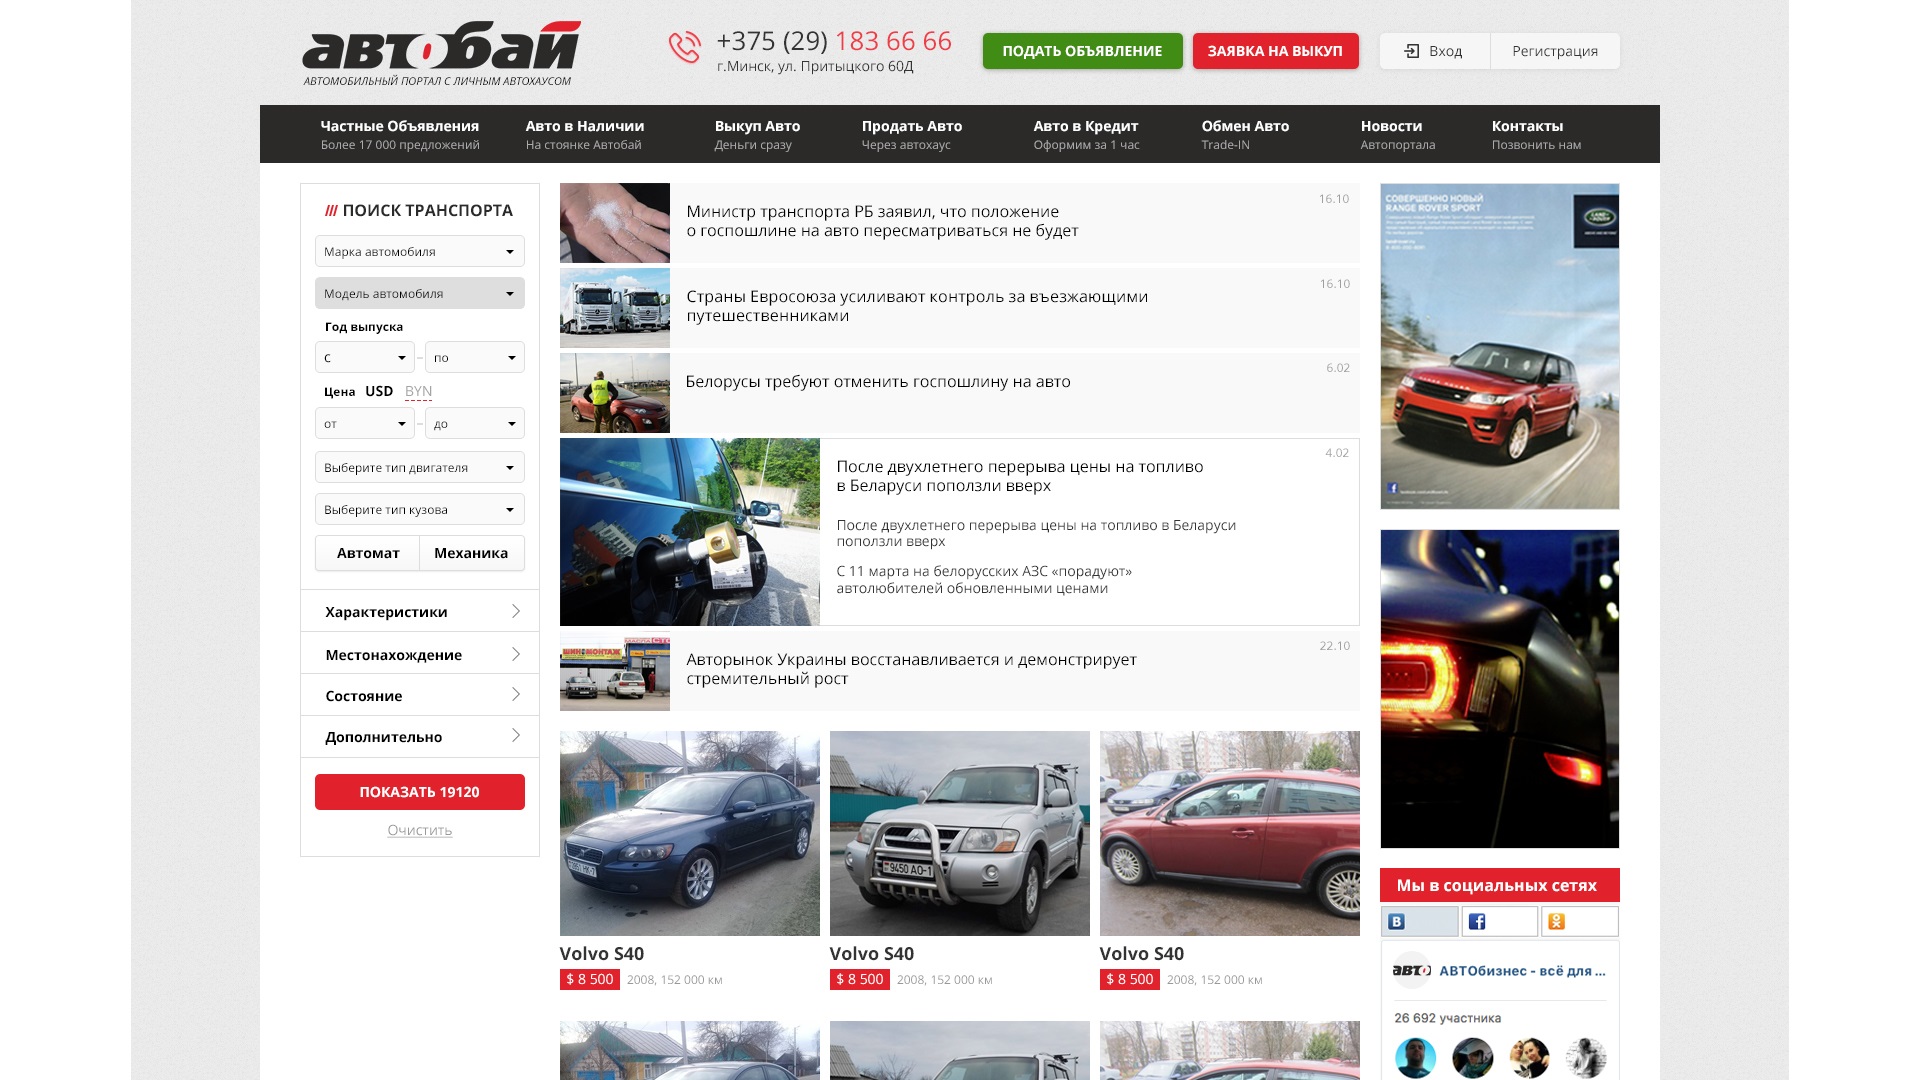 автобай
АВТОМОБИЛЬНЫЙ ПОРТАЛ С ЛИЧНЫМ АВТОХАУСОМ
+375 (29) 183 66 66
г.Минск, ул. Притыцкого 60Д
ПОДАТЬ ОБЪЯВЛЕНИЕ
ЗАЯВКА НА ВЫКУП
Вход
Регистрация
Частные Объявления
Более 17 000 предложений
Авто в Наличии
На стоянке Автобай
Выкуп Авто
Деньги сразу
Продать Авто
Через автохаус
Авто в Кредит
Оформим за 1 час
Обмен Авто
Trade-IN
Новости
Автопортала
Контакты
Позвонить нам
/// ПОИСК ТРАНСПОРТА
Марка автомобиля
Модель автомобиля
Год выпуска
С – по
Цена USD BYN
от – до
Выберите тип двигателя
Выберите тип кузова
Автомат Механика
Характеристики
Местонахождение
Состояние
Дополнительно
ПОКАЗАТЬ 19120
Очистить
16.10
Министр транспорта РБ заявил, что положение
о госпошлине на авто пересматриваться не будет
16.10
Страны Евросоюза усиливают контроль за въезжающими
путешественниками
6.02
Белорусы требуют отменить госпошлину на авто
4.02
После двухлетнего перерыва цены на топливо
в Беларуси поползли вверх
После двухлетнего перерыва цены на топливо в Беларуси
поползли вверх
С 11 марта на белорусских АЗС «порадуют»
автолюбителей обновленными ценами
ШИНОМОНТАЖ
22.10
Авторынок Украины восстанавливается и демонстрирует
стремительный рост
9450 АО-1
Volvo S40
$ 8 500 2008, 152 000 км
Volvo S40
$ 8 500 2008, 152 000 км
Volvo S40
$ 8 500 2008, 152 000 км
СОВЕРШЕННО НОВЫЙ
RANGE ROVER SPORT
Мы в социальных сетях
АВТОбизнес - всё для ...
26 692 участника